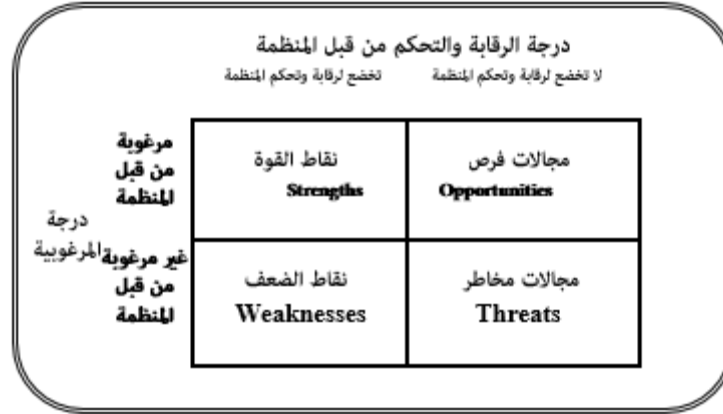 درجة الرقابة والتحكم من قبل المنظمة
لا تخضع لرقابة وتحكم المنظمة
تخضع لرقابة وتحكم المنظمة
مرغوبة
من قبل
المنظمة
مجالات فرص
Opportunities
نقاط القوة
Strengths
درجة
المرغوبية
غير مرغوبة
من قبل
المنظمة
مجالات مخاطر
Threats
نقاط الضعف
Weaknesses